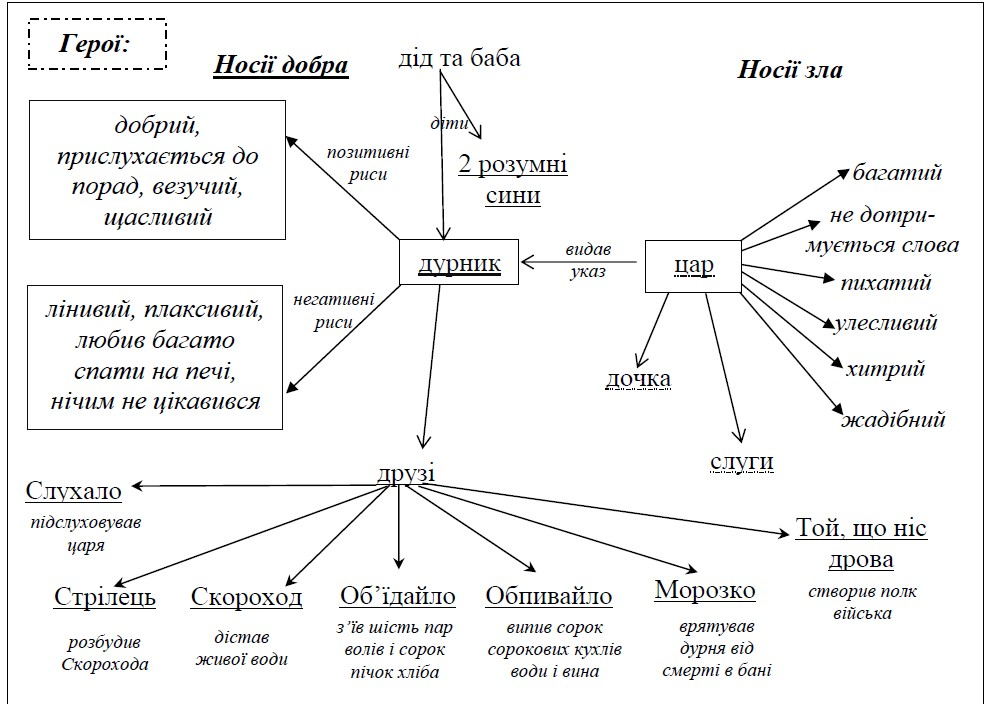 Герої:
Носії добра
дід та баба
Носії зла
діти
2 розумні
сини
добрий,
прислухається до
порад, везучий,
щасливий
позитивні
риси
дурник
видав
указ
цар
багатий
не дотри-
мується слова
пихатий
улесливий
хитрий
жадібний
негативні
риси
лінивий, плаксивий,
любив багато
спати на печі,
нічим не цікавився
дочка
слуги
друзі
Слухало
підслуховував
царя
Стрілець
розбудив
Скорохода
Скороход
дістав
живої води
Об’їдайло
з’їв шість пар
волів і сорок
пічок хліба
Обпивайло
випив сорок
сорокових кухлів
води і вина
Морозко
врятував
дурня від
смерті в бані
Той, що ніс
дрова
створив полк
війська